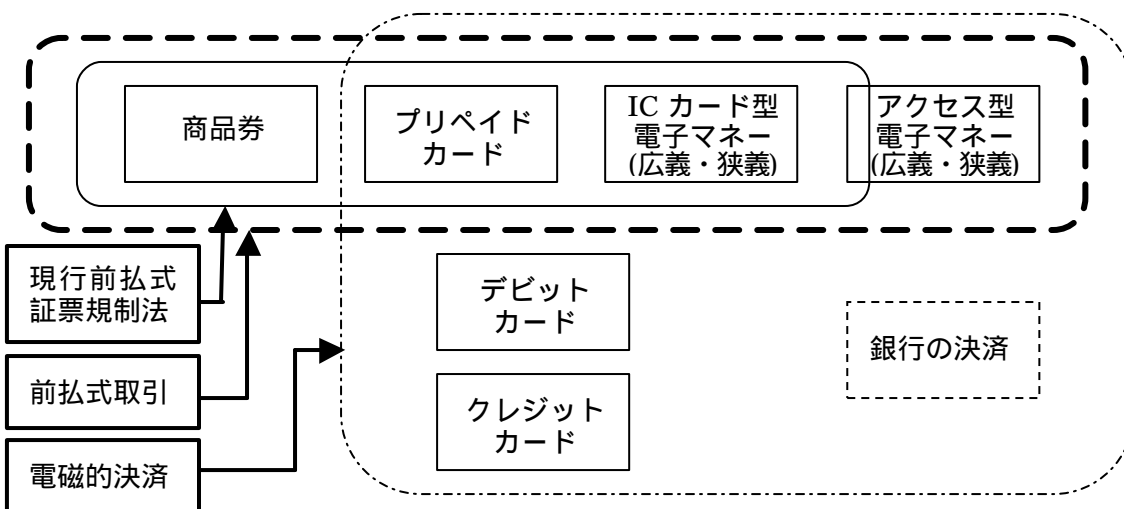 商品券
プリペイド
カード
IC カード型
電子マネー
(広義・狭義)
アクセス型
電子マネー
(広義・狭義)
現行前払式
証票規制法
前払式取引
電磁的決済
デビット
カード
クレジット
カード
銀行の決済